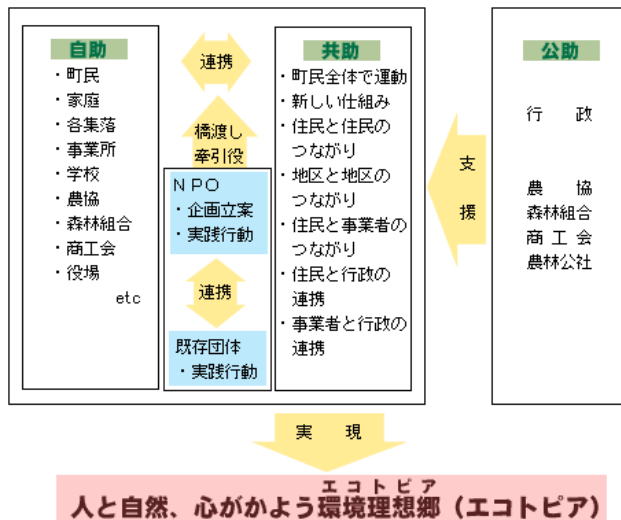 自助
・町民
・家庭
・各集落
・事業所
・学校
・農協
・森林組合
・商工会
・役場
etc
連携
橋渡し
牽引役
NPO
・企画立案
・実践行動
連携
既存団体
・実践行動
共助
・町民全体で運動
・新しい仕組み
・住民と住民の
つながり
・地区と地区の
つながり
・住民と事業者の
つながり
・住民と行政の
連携
・事業者と行政の
連携
支
援
公助
行 政
農 協
森林組合
商 工 会
農林公社
実 現
エコトピア
人と自然、心がかよう環境理想郷（エコトピア）